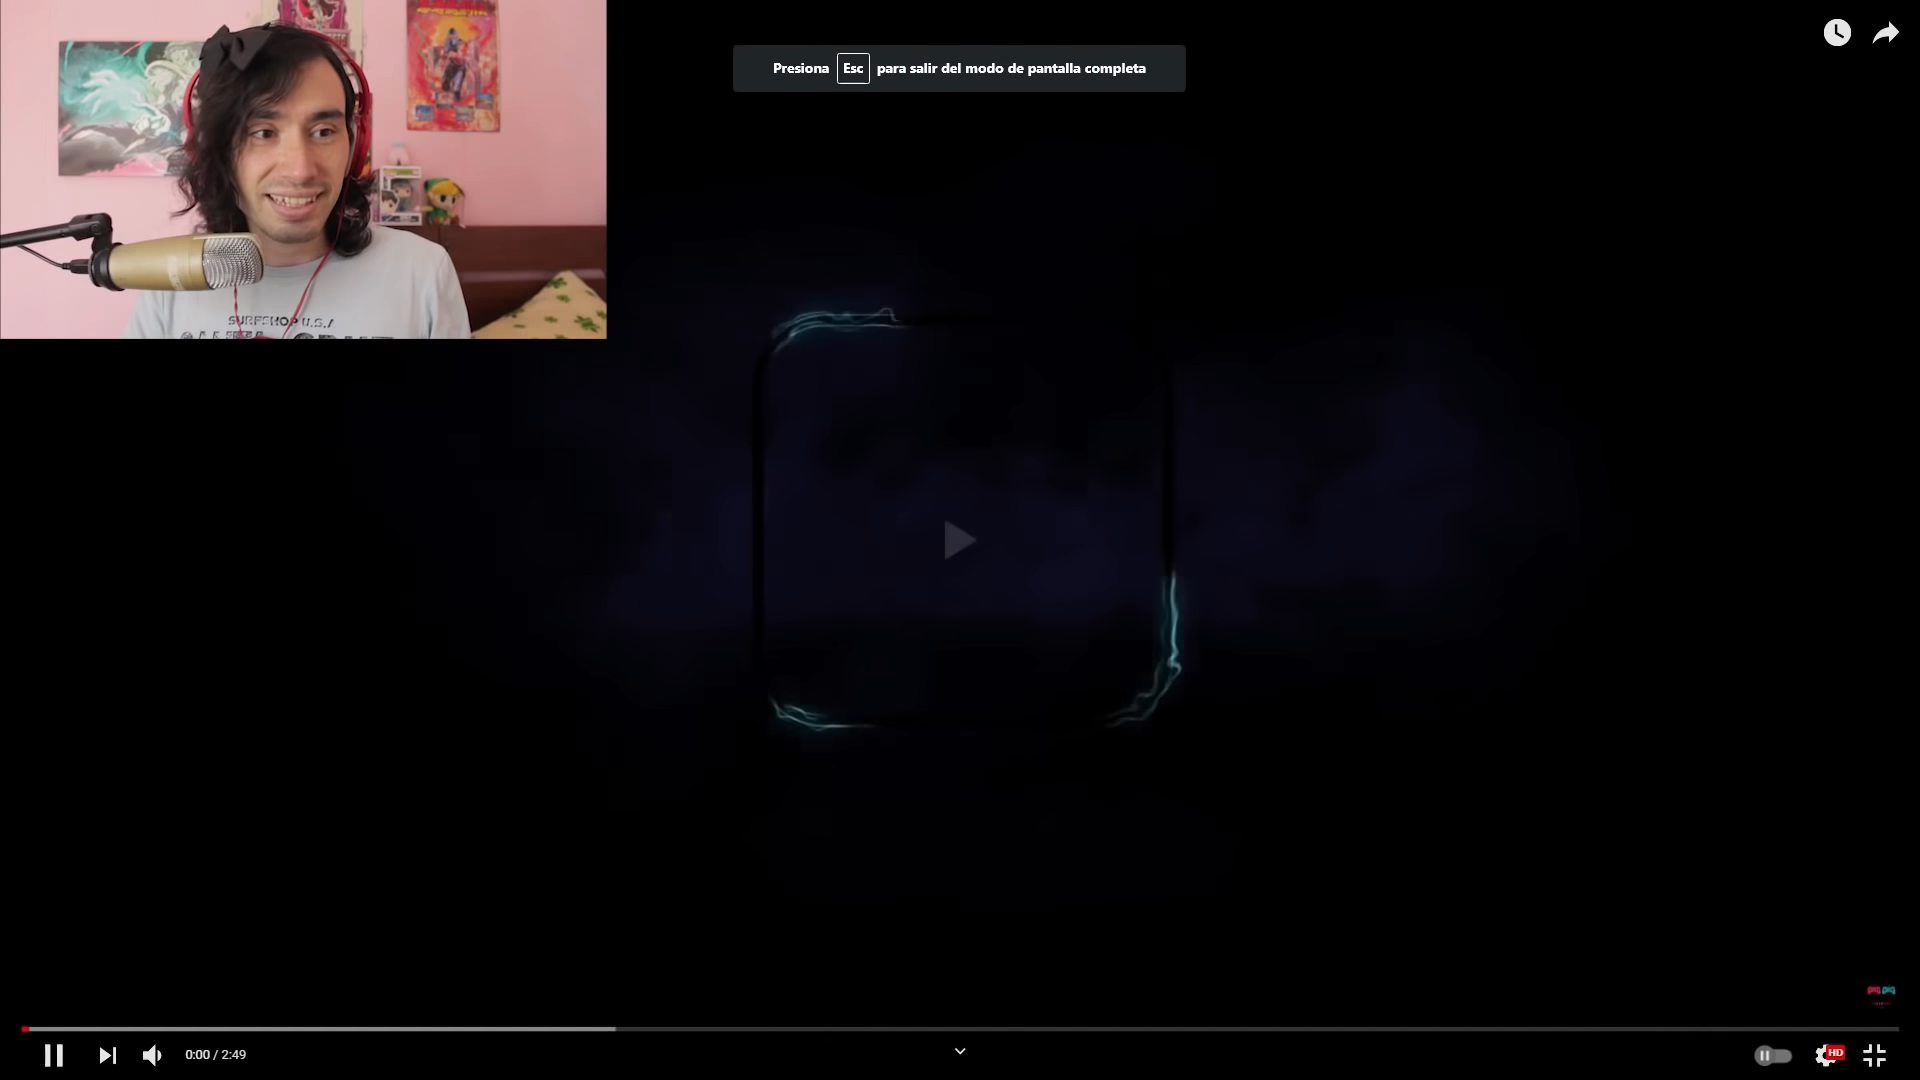 Presiona Esc para salir del modo de pantalla completa
SURFSHOP U.S.A
0:00 / 2:49
HD